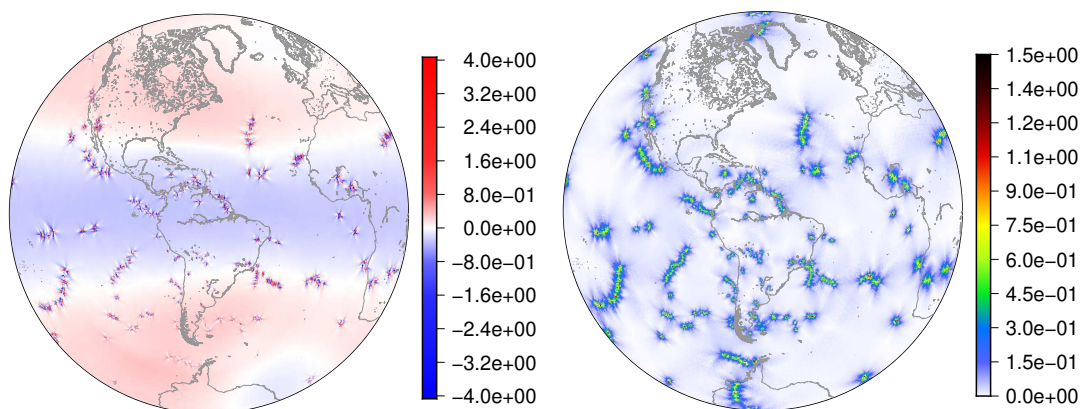 4.0e+00
3.2e+00
2.4e+00
1.6e+00
8.0e−01
0.0e+00
−8.0e−01
−1.6e+00
−2.4e+00
−3.2e+00
−4.0e+00
1.5e+00
1.4e+00
1.2e+00
1.1e+00
9.0e−01
7.5e−01
6.0e−01
4.5e−01
3.0e−01
1.5e−01
0.0e+00